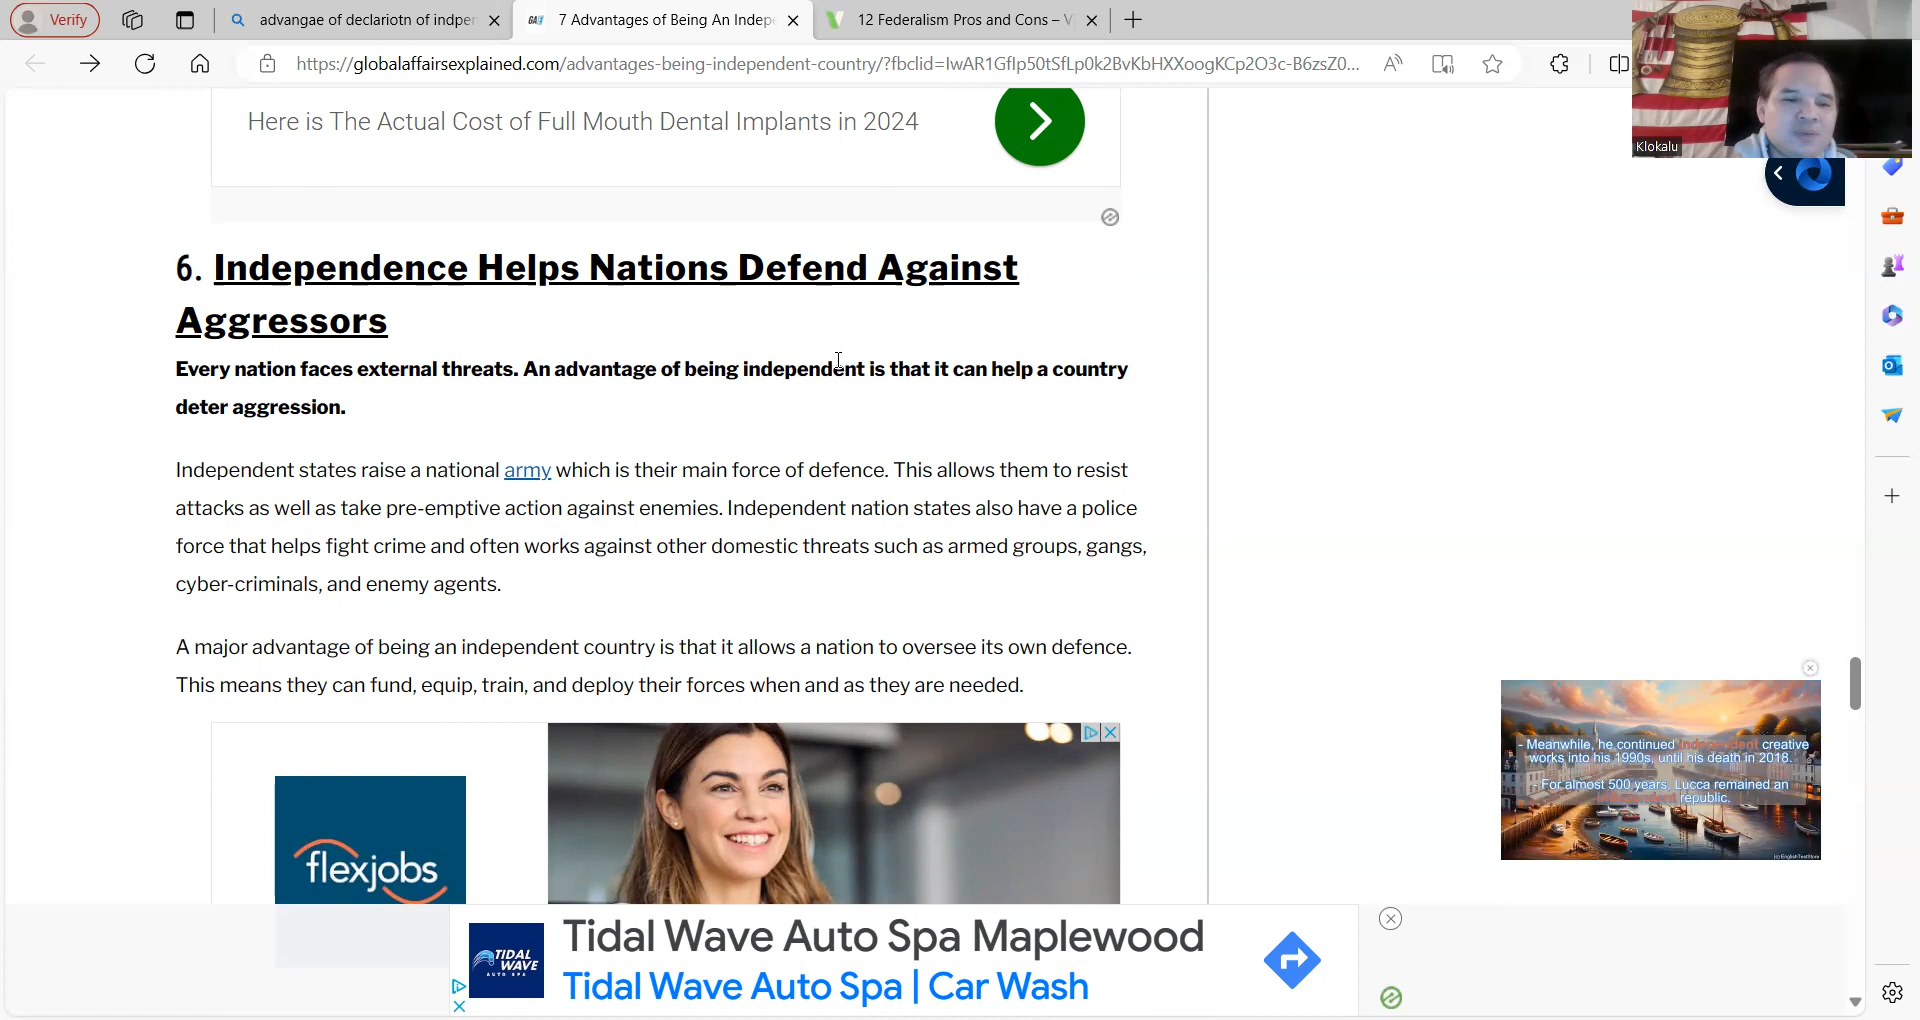 Verify
advangae of declariotn of indper
7 Advantages of Being An Indepe
12 Federalism Pros and Cons – V
https://globalaffairsexplained.com/advantages-being-independent-country/?fbclid=IwAR1Gflp50tSfLp0k2BvKbHXXoogKCp2O3c-B6zsZ0...
Klokalu
Here is The Actual Cost of Full Mouth Dental Implants in 2024
6. Independence Helps Nations Defend Against
Aggressors
Every nation faces external threats. An advantage of being independent is that it can help a country
deter aggression.
Independent states raise a national army which is their main force of defence. This allows them to resist
attacks as well as take pre-emptive action against enemies. Independent nation states also have a police
force that helps fight crime and often works against other domestic threats such as armed groups, gangs,
cyber-criminals, and enemy agents.
A major advantage of being an independent country is that it allows a nation to oversee its own defence.
This means they can fund, equip, train, and deploy their forces when and as they are needed.
- Meanwhile, he continued independent creative
works into his 1990s, until his death in 2018.
- For almost 500 years, Lucca remained an
independent republic.
(c) EnglishTestStore
flexjobs
TIDAL
WAVE
AUTO SPA
Tidal Wave Auto Spa Maplewood
Tidal Wave Auto Spa | Car Wash